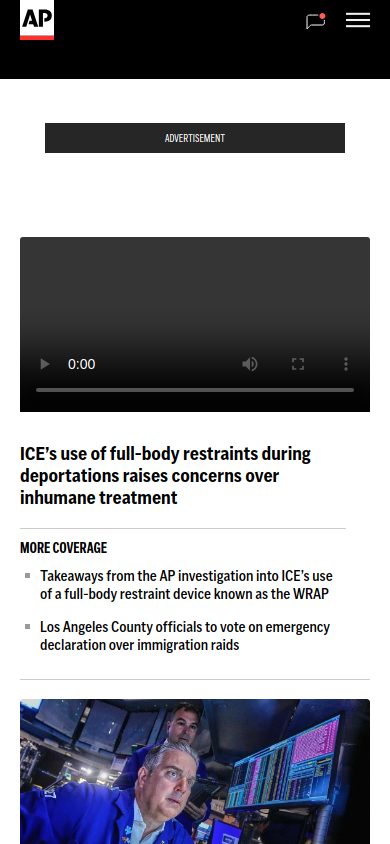 AP
ADVERTISEMENT
0:00
ICE’s use of full-body restraints during
deportations raises concerns over
inhumane treatment
MORE COVERAGE
Takeaways from the AP investigation into ICE’s use
of a full-body restraint device known as the WRAP
Los Angeles County officials to vote on emergency
declaration over immigration raids